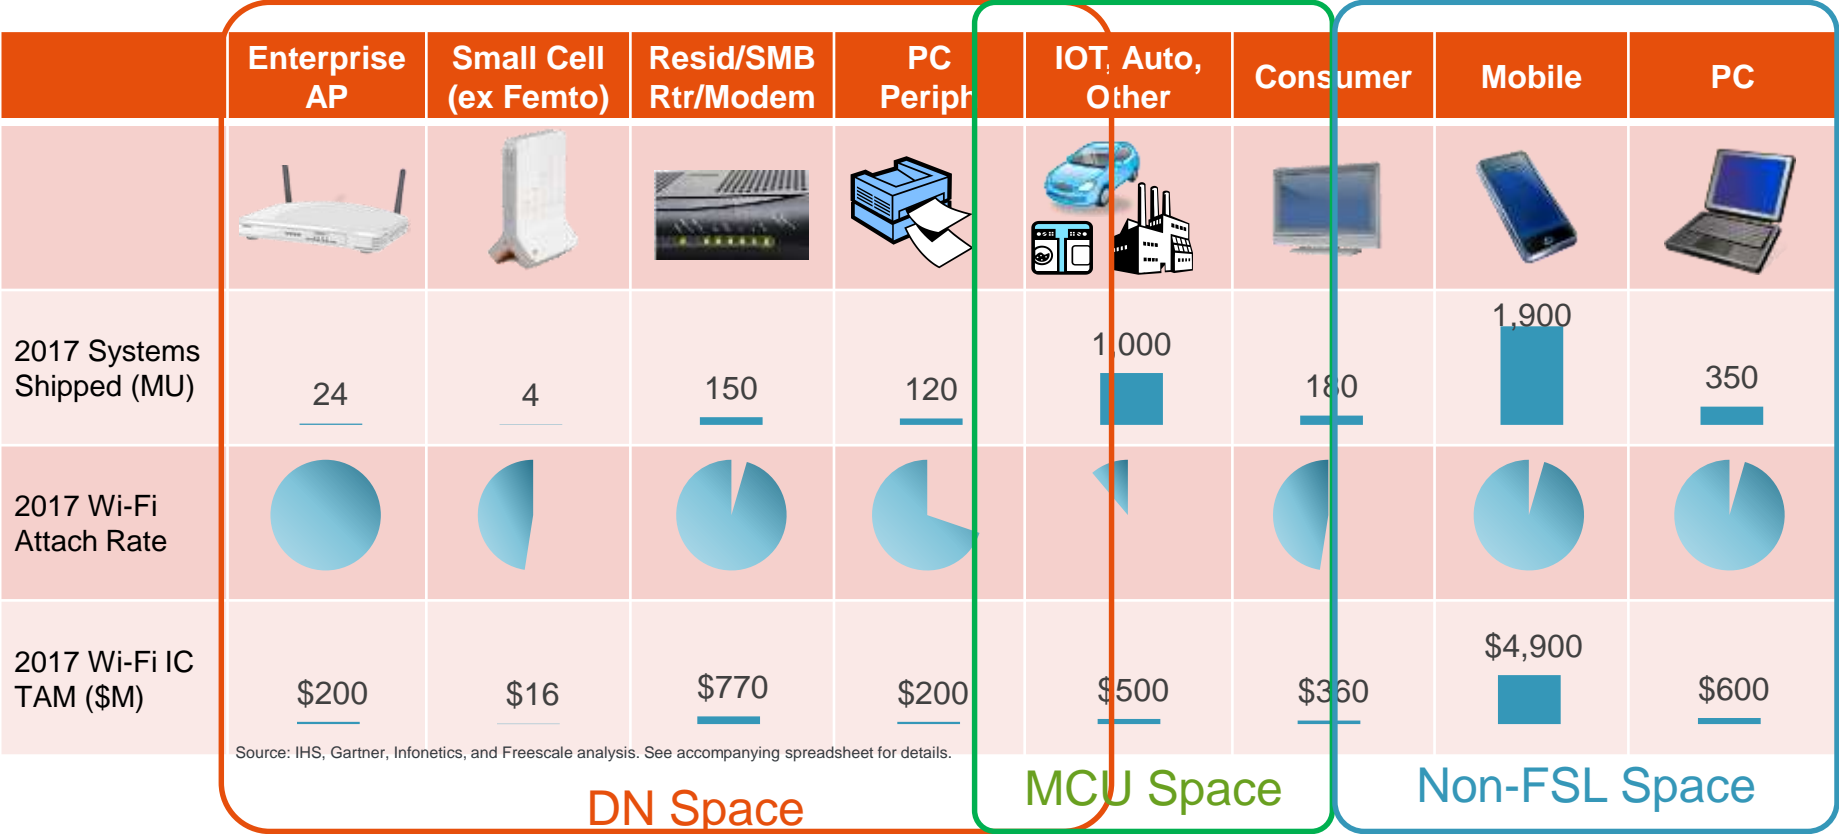 Enterprise AP
Small Cell (ex Femto)
Resid/SMB Rtr/Modem
PC Periph
IOT, Auto, Other
Consumer
Mobile
PC
2017 Systems
Shipped (MU)
24
4
150
120
1,000
180
1,900
350
2017 Wi-Fi
Attach Rate
2017 Wi-Fi IC
TAM ($M)
$200
$16
$770
$200
$500
$360
$4,900
$600
Source: IHS, Gartner, Infonetics, and Freescale analysis. See accompanying spreadsheet for details.
DN Space
MCU Space
Non-FSL Space